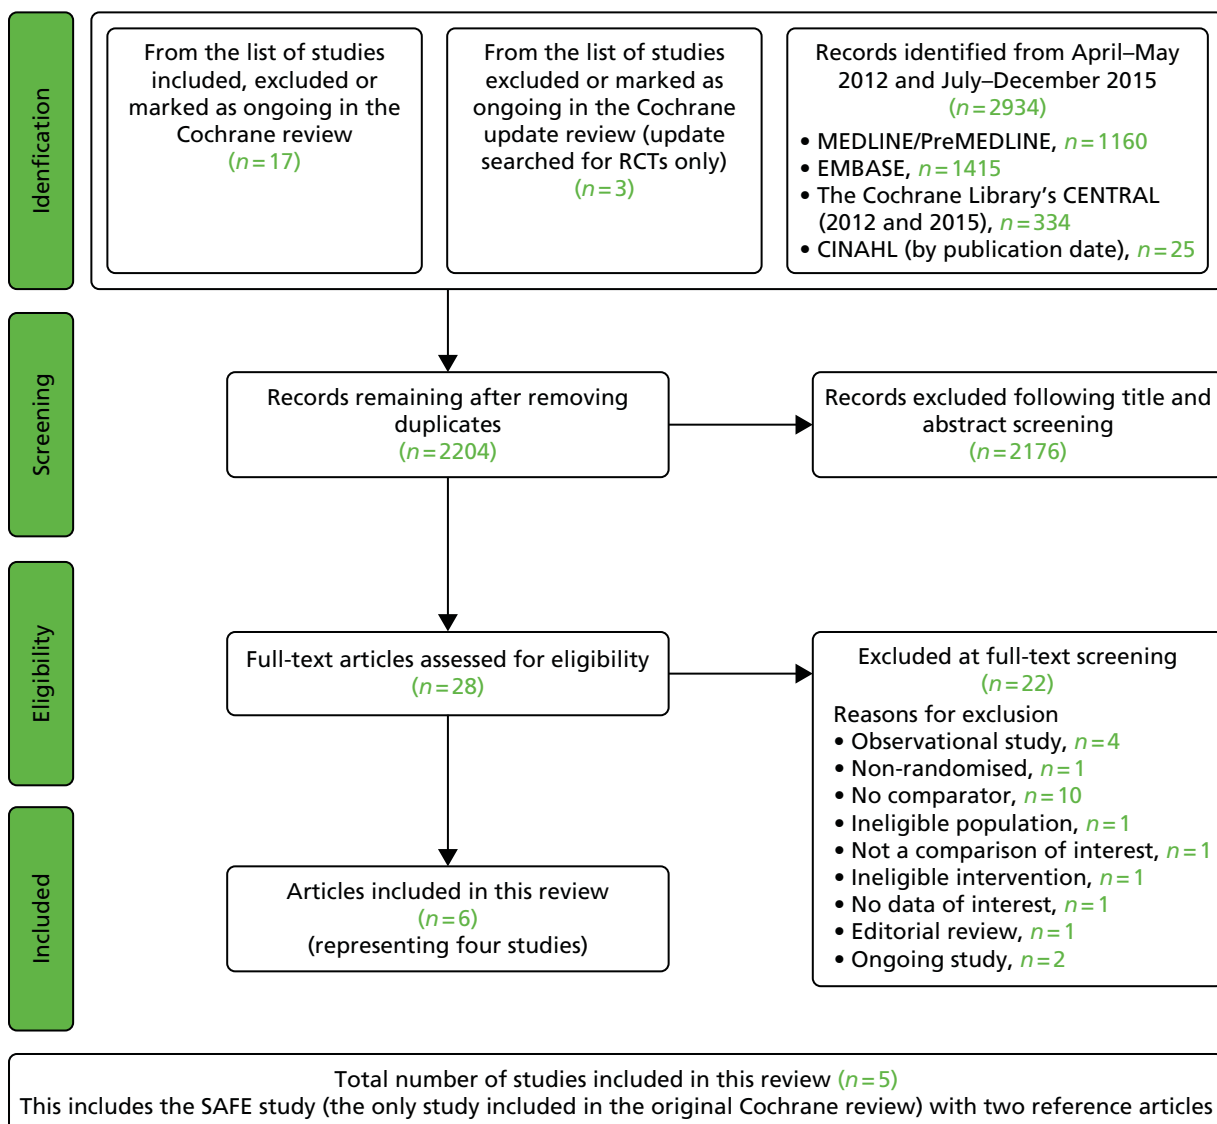 Idenfication
From the list of studies
included, excluded or
marked as ongoing in the
Cochrane review
(n=17)
From the list of studies
excluded or marked as
ongoing in the Cochrane
update review (update
searched for RCTs only)
(n=3)
Records identified from April–May
2012 and July–December 2015
(n=2934)
• MEDLINE/PreMEDLINE, n=1160
• EMBASE, n=1415
• The Cochrane Library's CENTRAL
(2012 and 2015), n=334
• CINAHL (by publication date), n=25
Screening
Records remaining after removing
duplicates
(n=2204)
Records excluded following title and
abstract screening
(n=2176)
Eligibility
Full-text articles assessed for eligibility
(n=28)
Excluded at full-text screening
(n=22)
Reasons for exclusion
• Observational study, n=4
• Non-randomised, n=1
• No comparator, n=10
• Ineligible population, n=1
• Not a comparison of interest, n=1
• Ineligible intervention, n=1
• No data of interest, n=1
• Editorial review, n=1
• Ongoing study, n=2
Included
Articles included in this review
(n=6)
(representing four studies)
Total number of studies included in this review (n=5)
This includes the SAFE study (the only study included in the original Cochrane review) with two reference articles